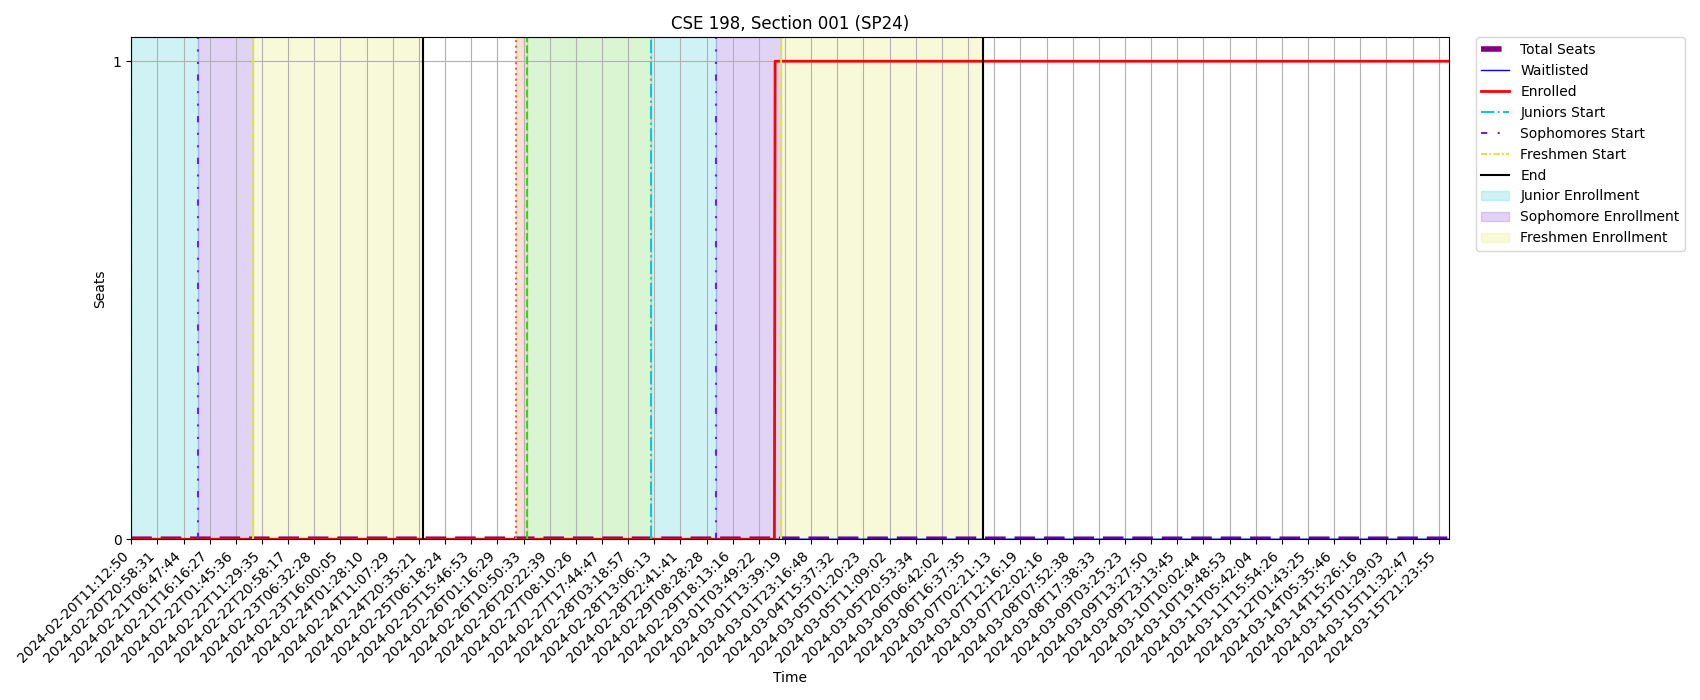 CSE 198, Section 001 (SP24)
1
0
Seats
2024-02-20T11:12:50
2024-02-20T20:58:31
2024-02-21T06:47:44
2024-02-21T16:16:27
2024-02-22T01:45:36
2024-02-22T11:29:35
2024-02-22T20:58:17
2024-02-23T06:32:28
2024-02-23T16:00:05
2024-02-24T01:28:10
2024-02-24T11:07:29
2024-02-24T20:35:21
2024-02-25T06:18:24
2024-02-25T15:46:53
2024-02-26T01:16:29
2024-02-26T10:50:33
2024-02-26T20:22:39
2024-02-27T08:10:26
2024-02-27T17:44:47
2024-02-28T03:18:57
2024-02-28T13:06:13
2024-02-28T22:41:41
2024-02-29T08:28:28
2024-02-29T18:13:16
2024-03-01T03:49:22
2024-03-01T13:39:19
2024-03-01T23:16:48
2024-03-04T15:37:32
2024-03-05T01:20:23
2024-03-05T11:09:02
2024-03-05T20:53:34
2024-03-06T06:42:02
2024-03-06T16:37:35
2024-03-07T02:21:13
2024-03-07T12:16:19
2024-03-07T22:02:16
2024-03-08T07:52:38
2024-03-08T17:38:33
2024-03-09T03:25:23
2024-03-09T13:27:50
2024-03-09T23:13:45
2024-03-10T10:02:44
2024-03-10T19:48:53
2024-03-11T05:42:04
2024-03-11T15:54:26
2024-03-12T01:43:25
2024-03-14T05:35:46
2024-03-14T15:26:16
2024-03-15T01:29:03
2024-03-15T11:32:47
2024-03-15T21:23:55
Time
Total Seats
Waitlisted
Enrolled
Juniors Start
Sophomores Start
Freshmen Start
End
Junior Enrollment
Sophomore Enrollment
Freshmen Enrollment